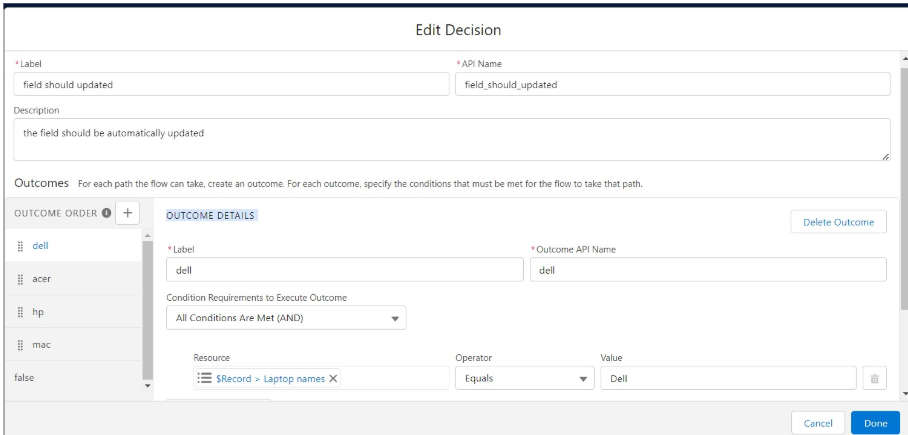 Edit Decision
*Label
*API Name
field should updated
field_should_updated
Description
the field should be automatically updated
Outcomes For each path the flow can take, create an outcome. For each outcome, specify the conditions that must be met for the flow to take that path.
OUTCOME ORDER
OUTCOME DETAILS
Delete Outcome
dell
acer
hp
mac
false
*Label
*Outcome API Name
dell
dell
Condition Requirements to Execute Outcome
All Conditions Are Met (AND)
Resource
Operator
Value
$Record > Laptop names
Equals
Dell
Cancel
Done